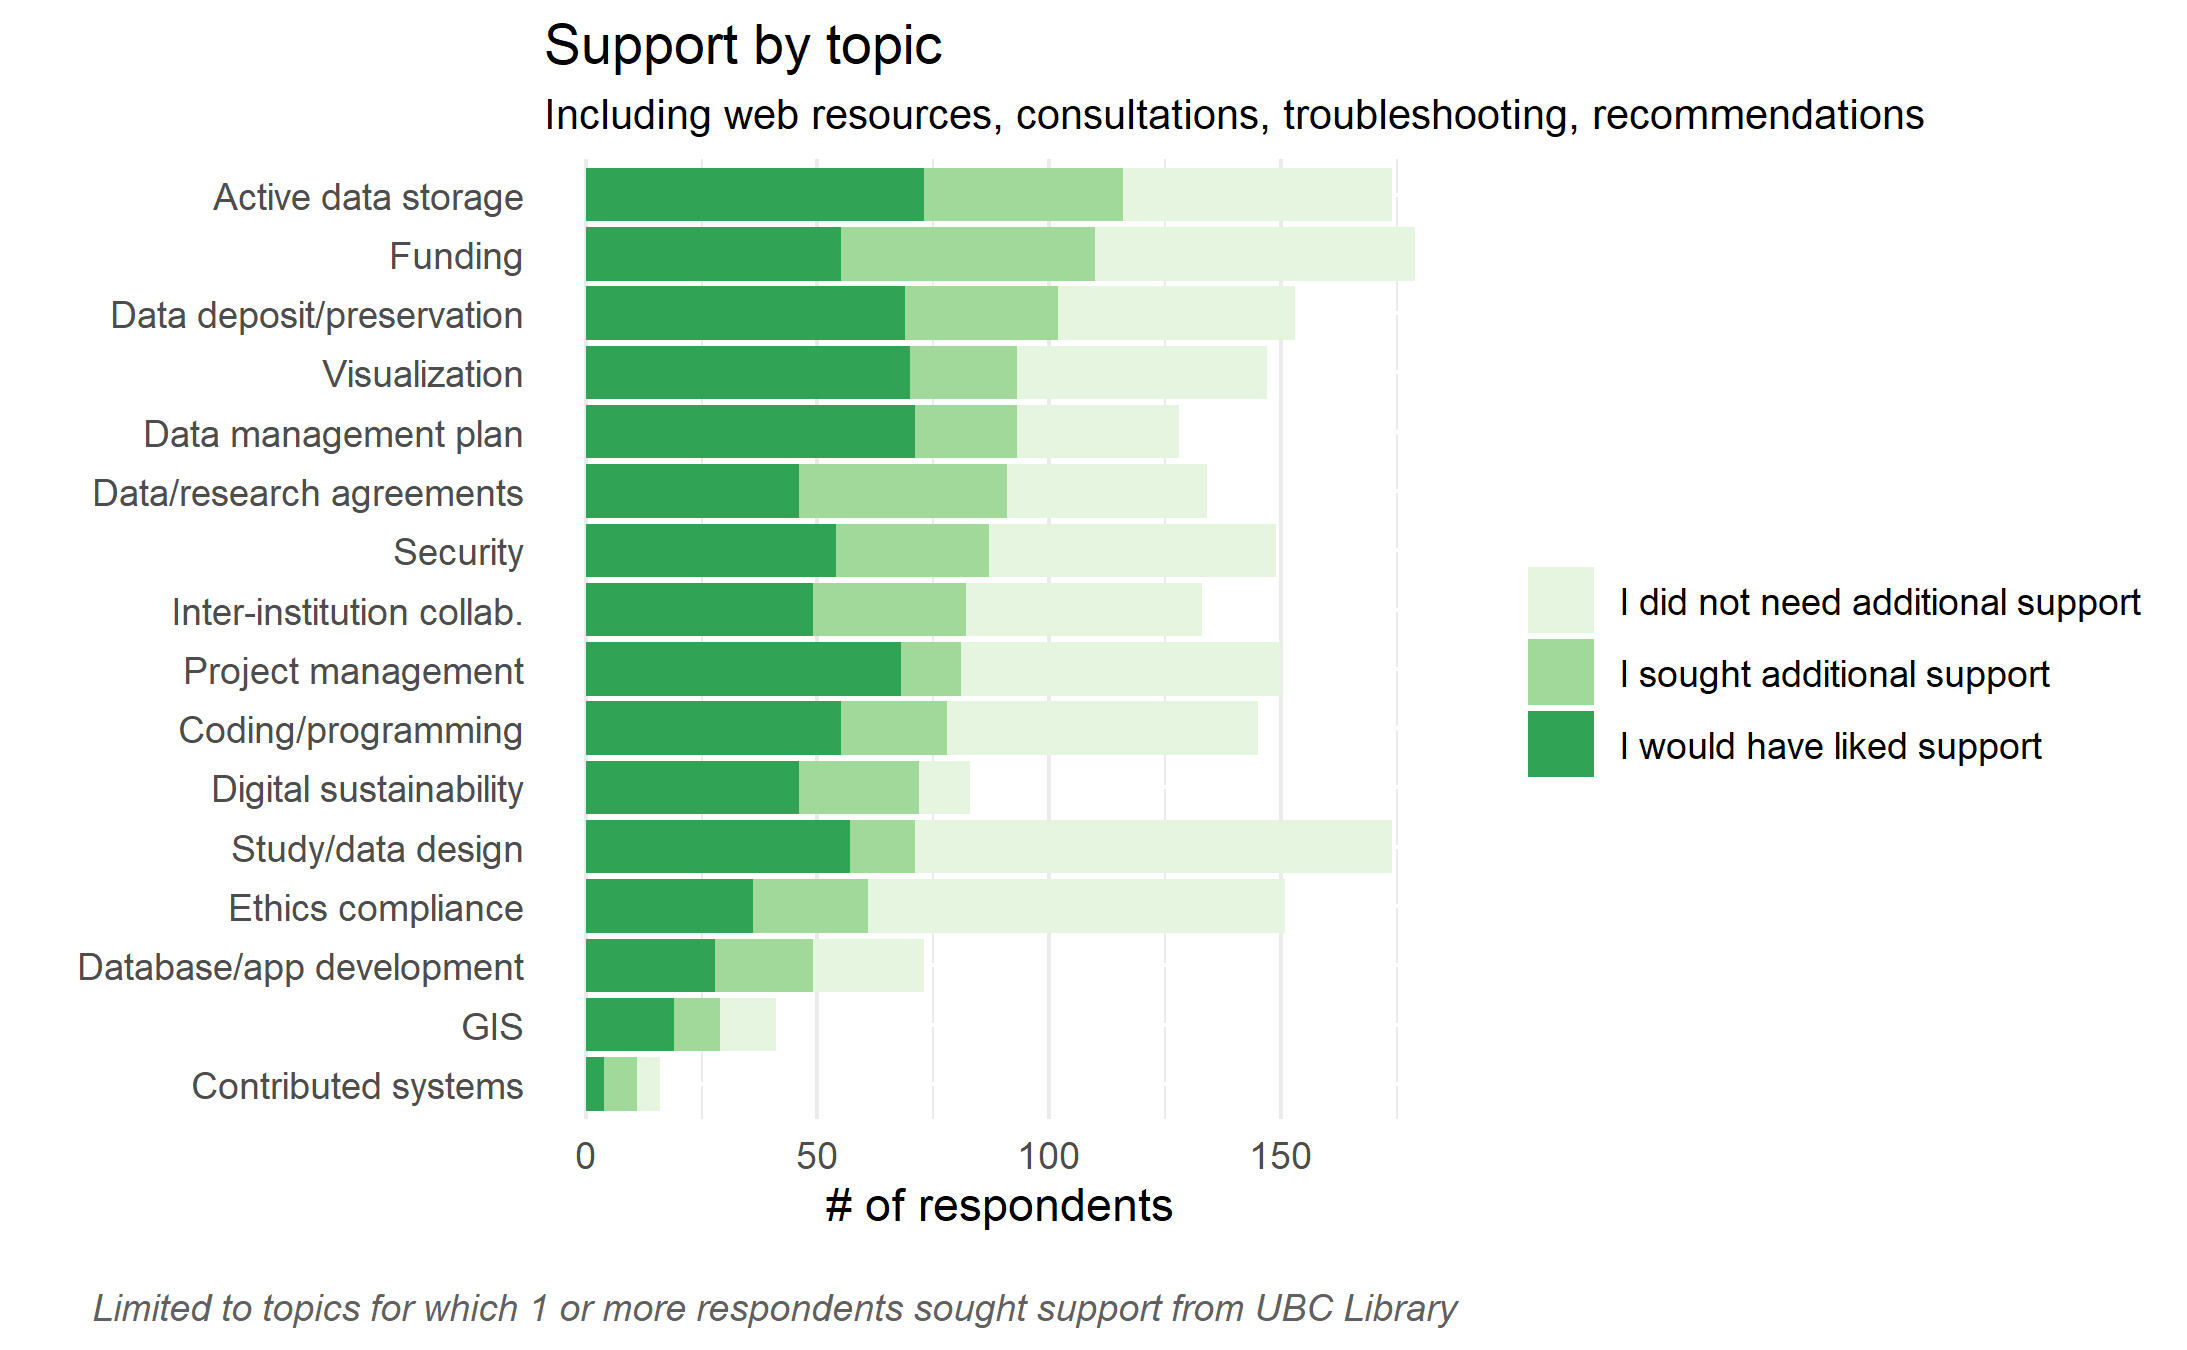 Support by topic
Including web resources, consultations, troubleshooting, recommendations
Active data storage
Funding
Data deposit/preservation
Visualization
Data management plan
Data/research agreements
Security
Inter-institution collab.
Project management
Coding/programming
Digital sustainability
Study/data design
Ethics compliance
Database/app development
GIS
Contributed systems
I did not need additional support
I sought additional support
I would have liked support
0 50 100 150
# of respondents
Limited to topics for which 1 or more respondents sought support from UBC Library